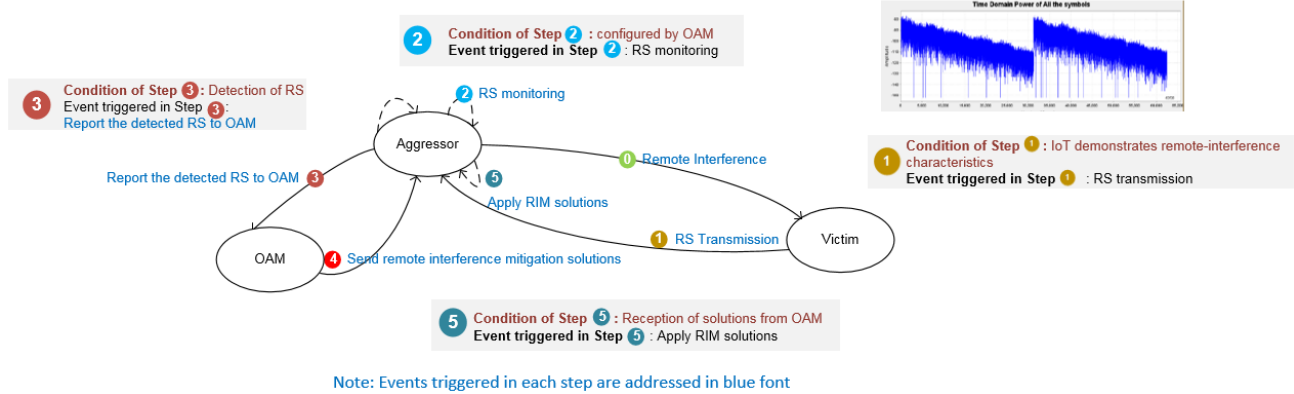 Time Domain Power of All the symbols
2
Condition of Step 2 : configured by OAM
Event triggered in Step 2 : RS monitoring
3
Condition of Step 3: Detection of RS
Event triggered in Step 3:
Report the detected RS to OAM
2 RS monitoring
Aggressor
0 Remote Interference
1
Condition of Step 1 : IoT demonstrates remote-interference
characteristics
Event triggered in Step 1 : RS transmission
Report the detected RS to OAM 3
5
Apply RIM solutions
1 RS Transmission
Victim
OAM
4 Send remote interference mitigation solutions
5
Condition of Step 5 : Reception of solutions from OAM
Event triggered in Step 5 : Apply RIM solutions
Note: Events triggered in each step are addressed in blue font